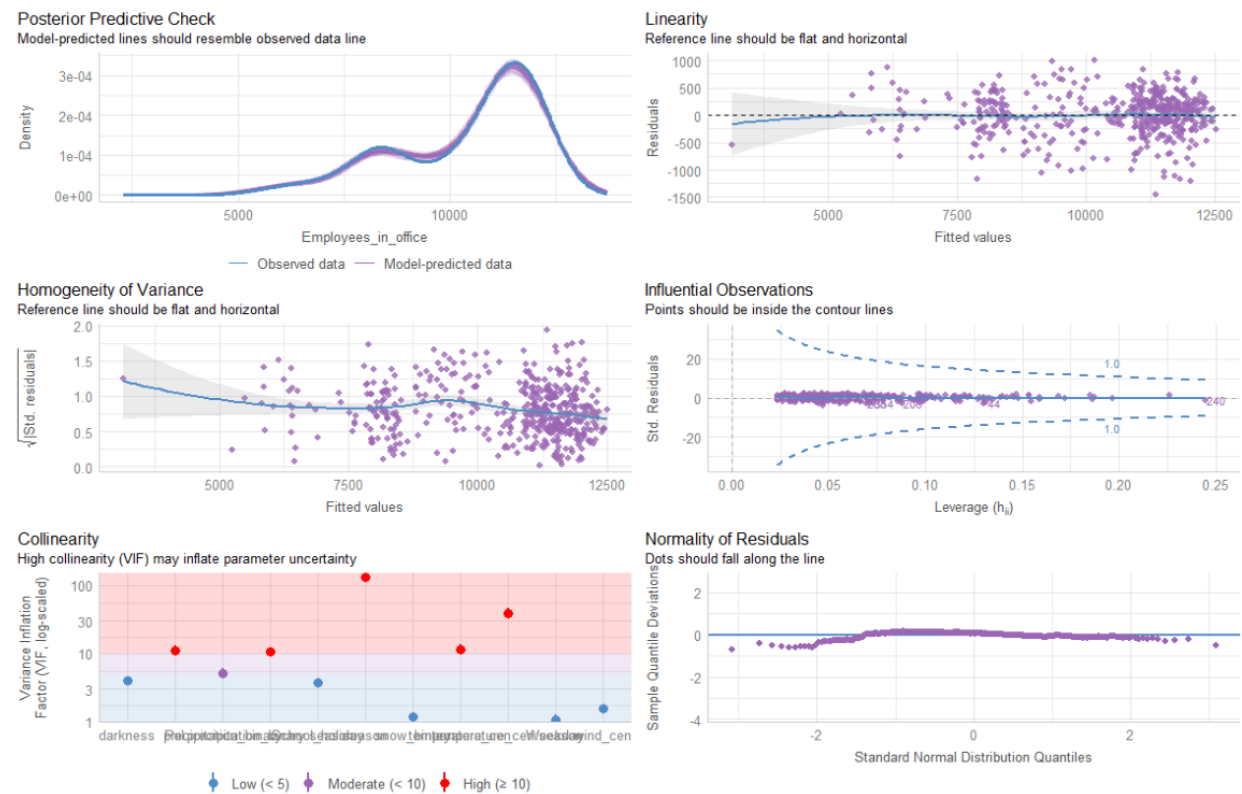 Posterior Predictive Check
Model-predicted lines should resemble observed data line
3e-04
2e-04
1e-04
0e+00
Density
5000 10000
Employees_in_office
Observed data Model-predicted data
Linearity
Reference line should be flat and horizontal
1000
500
0
-500
-1000
-1500
Residuals
5000 7500 10000 12500
Fitted values
Homogeneity of Variance
Reference line should be flat and horizontal
2.0
1.5
1.0
0.5
0.0
√|Std. residuals|
5000 7500 10000 12500
Fitted values
Influential Observations
Points should be inside the contour lines
20
0
-20
Std. Residuals
1.0
44
240
1.0
0.00 0.05 0.10 0.15 0.20 0.25
Leverage (hii)
Collinearity
High collinearity (VIF) may inflate parameter uncertainty
100
30
10
3
1
Variance Inflation
Factor (VIF, log-scaled)
darkness
Low (< 5) Moderate (< 10) High (≥ 10)
Normality of Residuals
Dots should fall along the line
2
0
-2
-4
Sample Quantile Deviations
-2 0 2
Standard Normal Distribution Quantiles